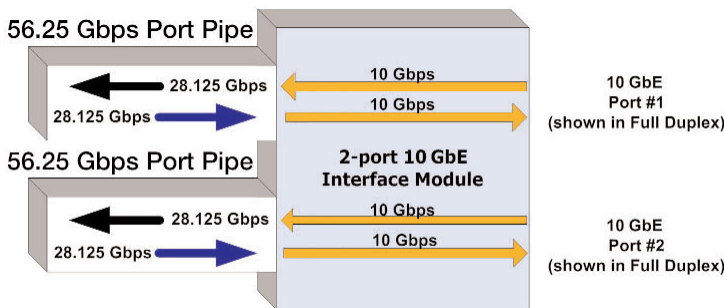 56.25 Gbps Port Pipe
28.125 Gbps
28.125 Gbps
10 Gbps
10 Gbps
10 GbE
Port #1
(shown in Full Duplex)
56.25 Gbps Port Pipe
2-port 10 GbE
Interface Module
28.125 Gbps
28.125 Gbps
10 Gbps
10 Gbps
10 GbE
Port #2
(shown in Full Duplex)